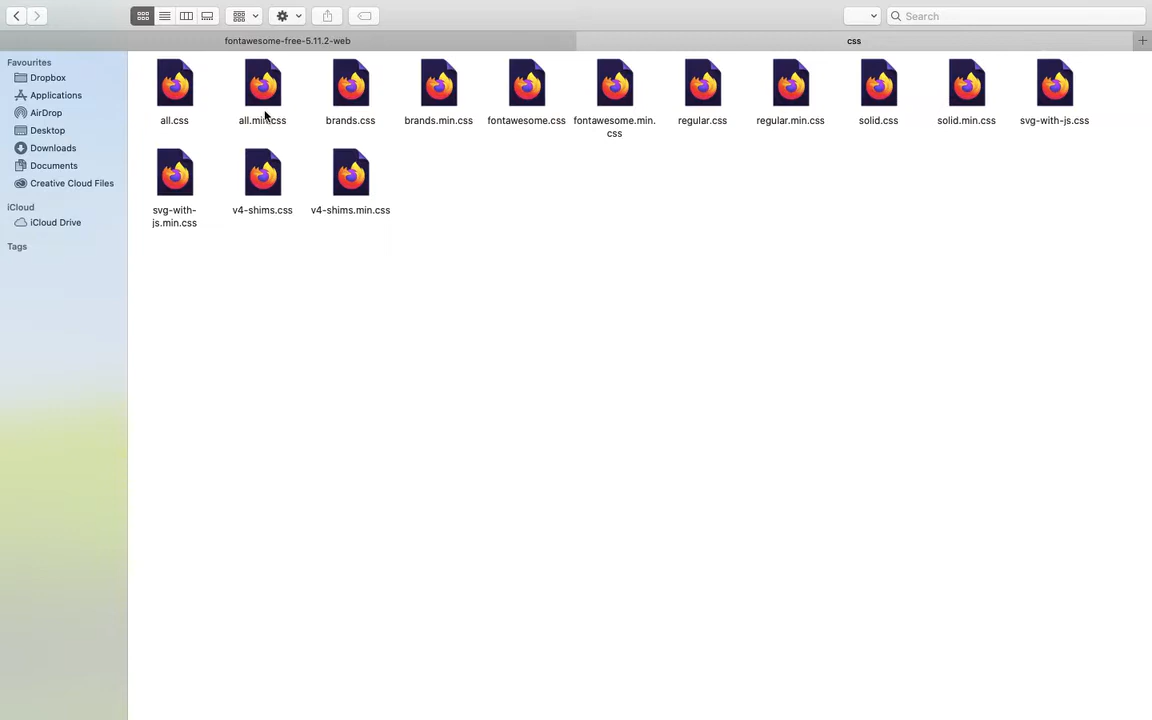 Search
fontawesome-free-5.11.2-web
css
Favourites
Dropbox
Applications
AirDrop
Desktop
Downloads
Documents
Creative Cloud Files
iCloud
iCloud Drive
Tags
all.css
all.min.css
brands.css
brands.min.css
fontawesome.css
fontawesome.min.
css
regular.css
regular.min.css
solid.css
solid.min.css
svg-with-js.css
svg-with-
js.min.css
v4-shims.css
v4-shims.min.css